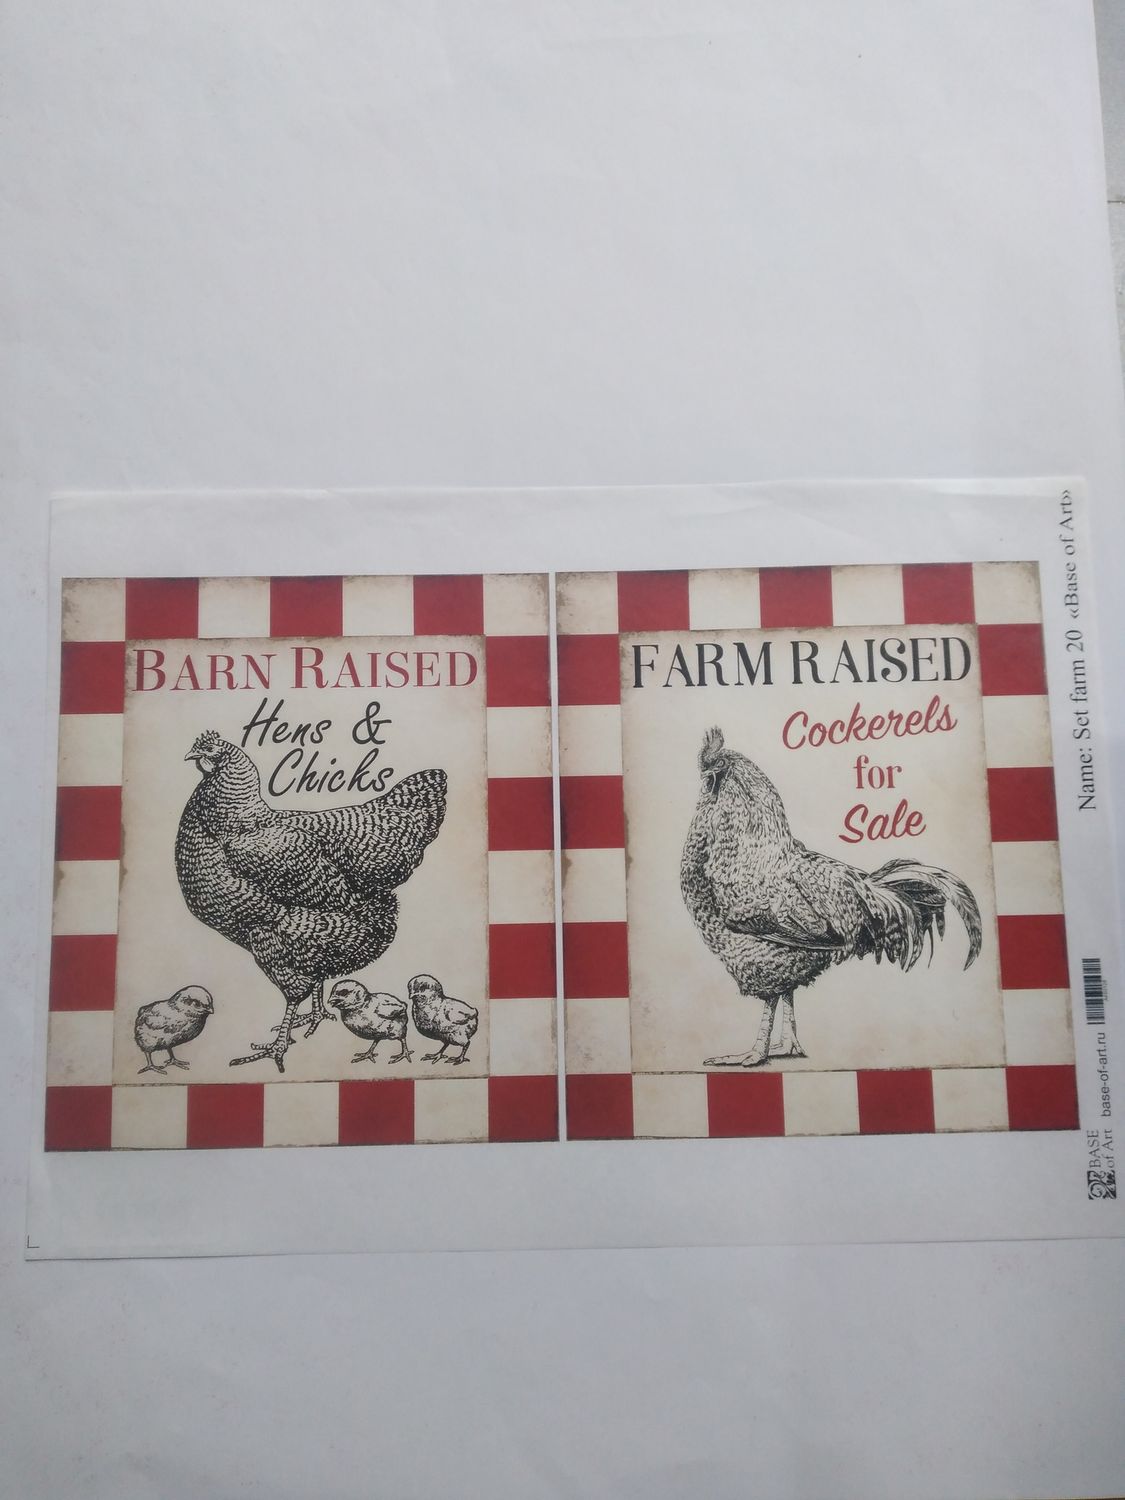 BARN RAISED
Hens &
Chicks
FARM RAISED
Cockerels
for
Sale
Name: Set farm 20 «Base of Art»
base-of-art.ru
BASE
of Art